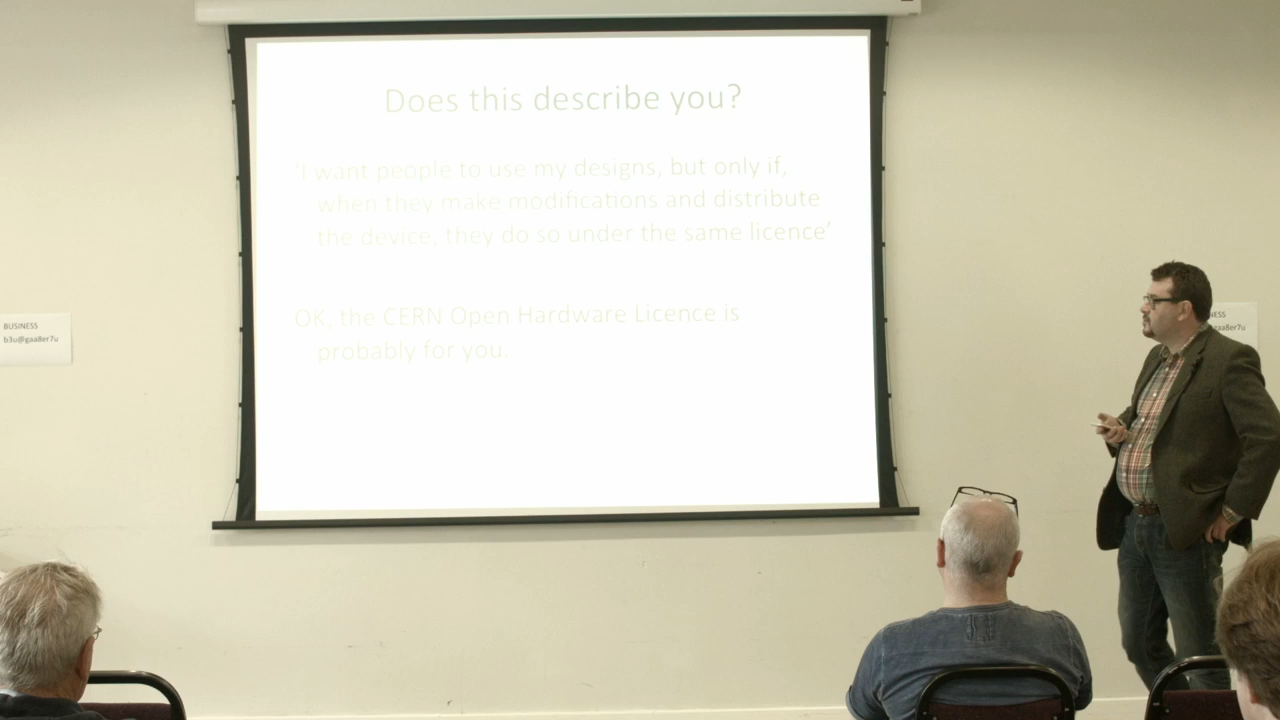 Does this describe you?
'I want people to use my designs, but only if,
when they make modifications and distribute
the device, they do so under the same licence'
OK, the CERN Open Hardware Licence is
probably for you.
BUSINESS
b3u@gaa8er7u
NESS
gaa8er7u